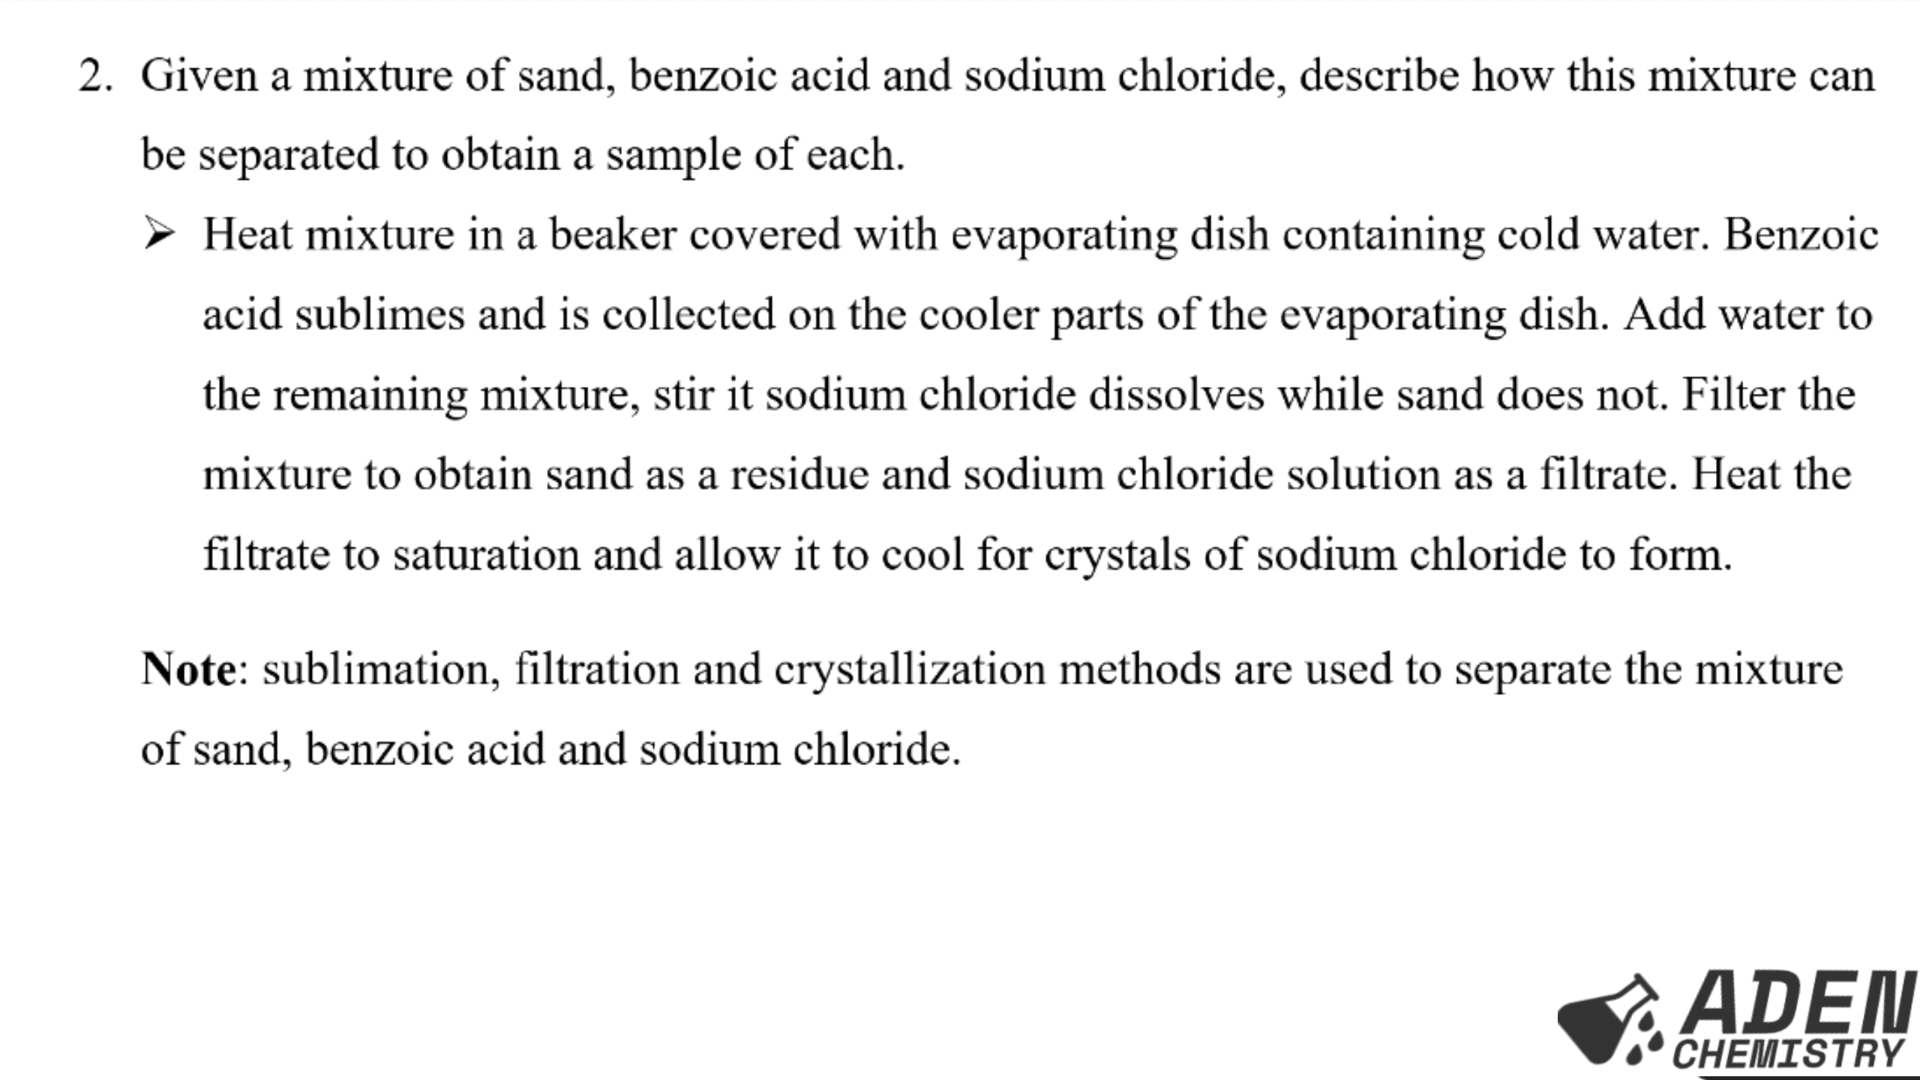 2. Given a mixture of sand, benzoic acid and sodium chloride, describe how this mixture can
be separated to obtain a sample of each.
➢ Heat mixture in a beaker covered with evaporating dish containing cold water. Benzoic
acid sublimes and is collected on the cooler parts of the evaporating dish. Add water to
the remaining mixture, stir it sodium chloride dissolves while sand does not. Filter the
mixture to obtain sand as a residue and sodium chloride solution as a filtrate. Heat the
filtrate to saturation and allow it to cool for crystals of sodium chloride to form.
Note: sublimation, filtration and crystallization methods are used to separate the mixture
of sand, benzoic acid and sodium chloride.
ADEN
CHEMISTRY